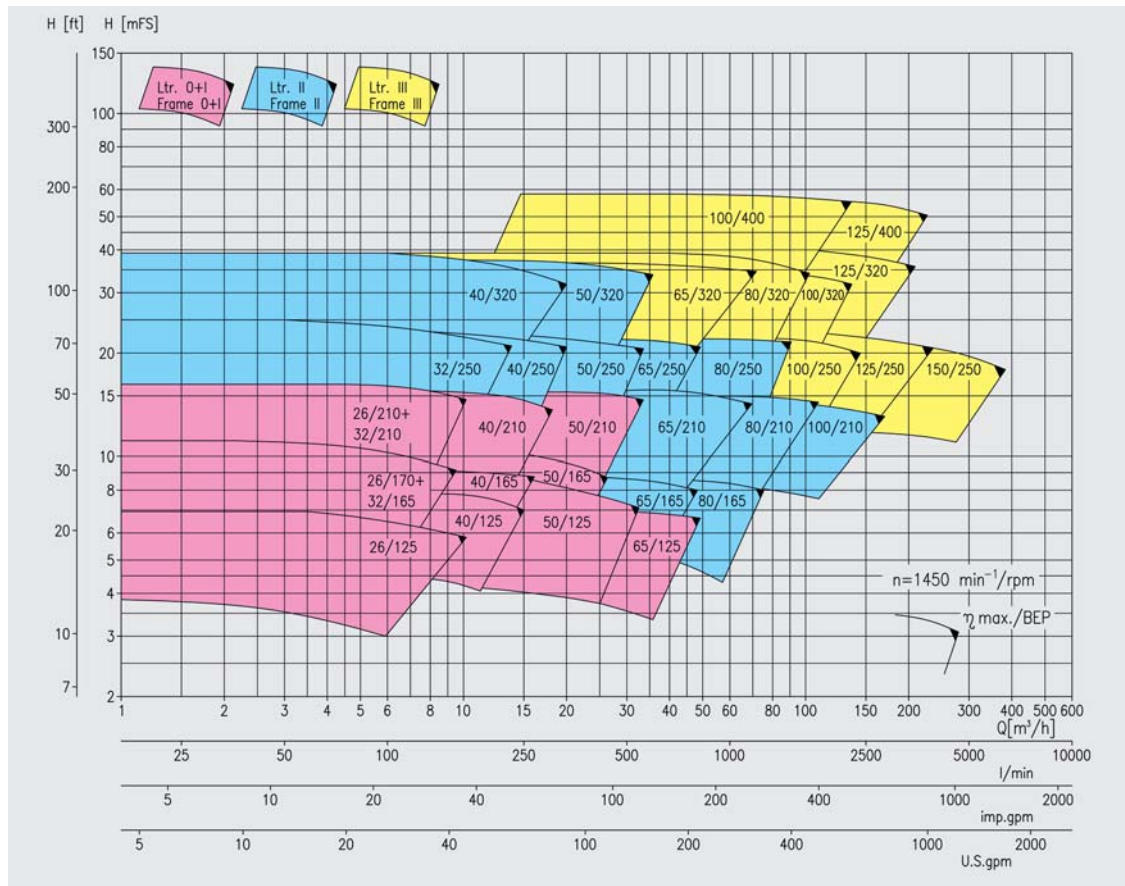 H [ft] H [mFS]
150
Ltr. 0+I Ltr. II Ltr. III
Frame 0+I Frame II Frame III
100
300
80
200
60
50
100/400
125/400
40
125/320
100
30
40/320 50/320 65/320 80/320 100/320
70
20
32/250 40/250 50/250 65/250 80/250 100/250 125/250 150/250
50
15
26/210+
32/210
40/210 50/210 65/210 80/210 100/210
10
30
8
26/170+
32/165
40/165 50/165 65/165 80/165
20
6
40/125 50/125
26/125 65/125
5
n=1450 min⁻¹/rpm
4
η max./BEP
10
3
7
2
1 2 3 4 5 6 8 10 15 20 30 40 50 60 80 100 150 200 300 400 500 600
Q[m³/h]
25 50 100 250 500 1000 2500 5000 10000
l/min
5 10 20 40 100 200 400 1000 2000
imp.gpm
5 10 20 40 100 200 400 1000 2000
U.S.gpm